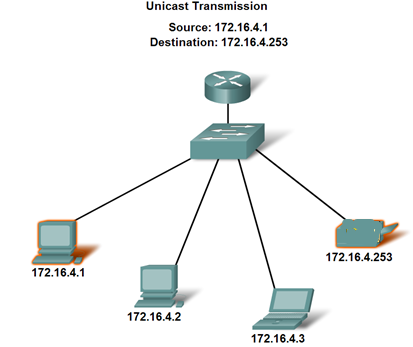 Unicast Transmission
Source: 172.16.4.1
Destination: 172.16.4.253
172.16.4.1
172.16.4.253
172.16.4.2
172.16.4.3